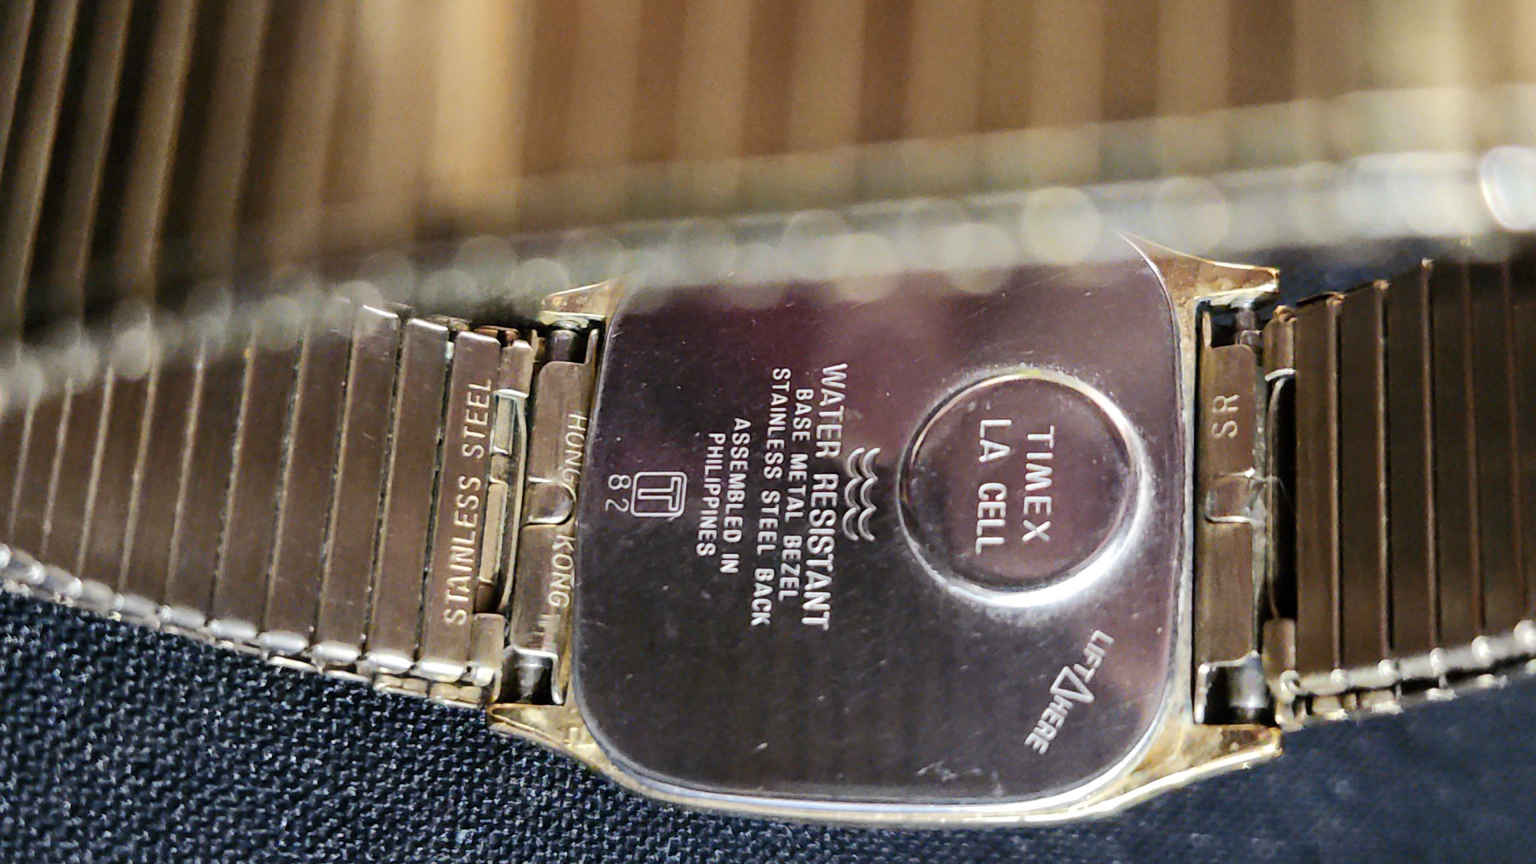 TIMEX
LA CELL
WATER RESISTANT
BASE METAL BEZEL
STAINLESS STEEL BACK
ASSEMBLED IN
PHILIPPINES
T
82
LIFT HERE
STAINLESS STEEL
HONG KONG
SR